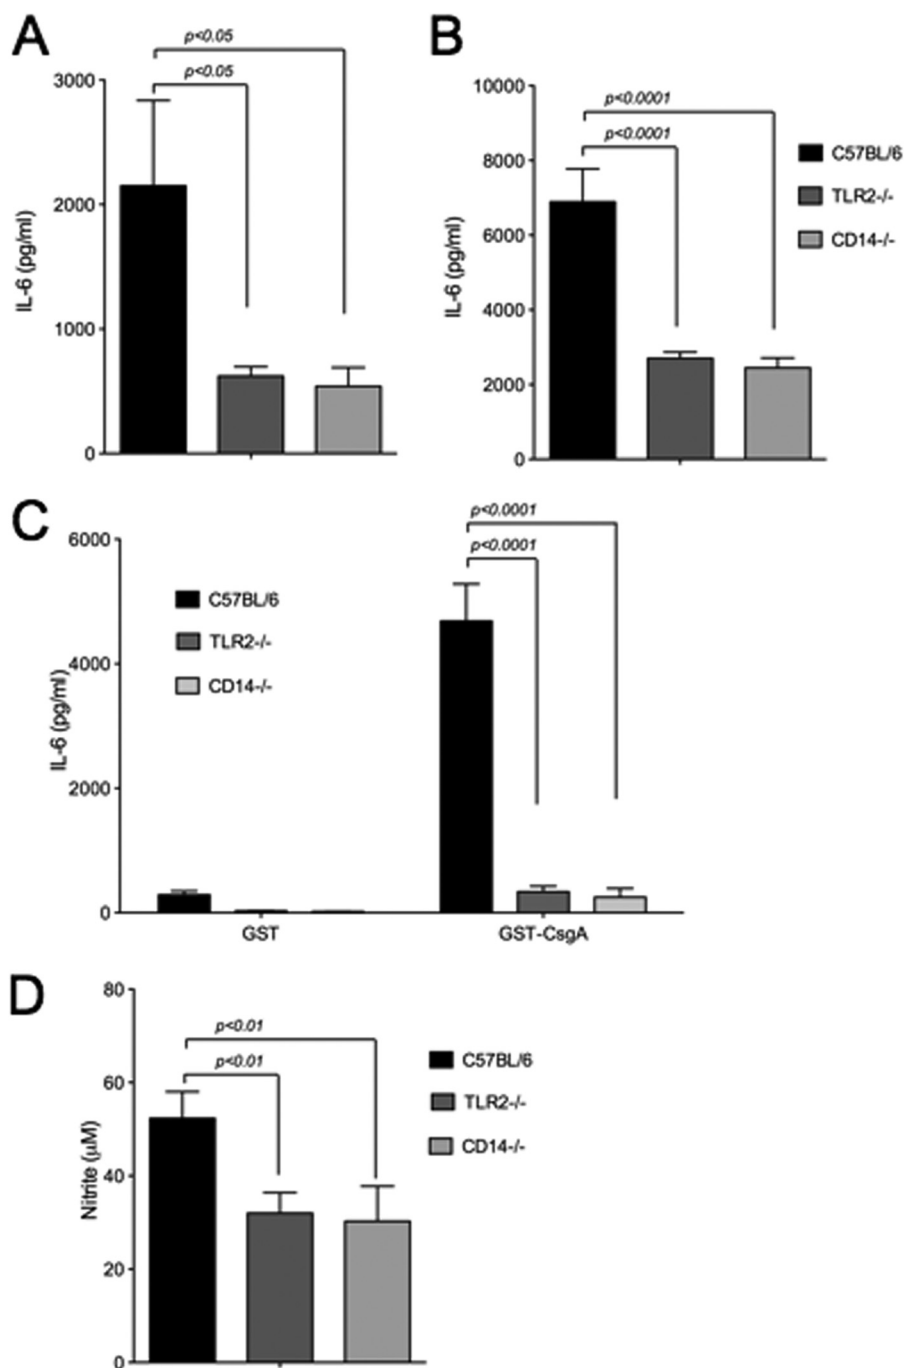 A
p<0.05
p<0.05
3000
2000
1000
0
IL-6 (pg/ml)
B
p<0.0001
p<0.0001
10000
8000
6000
4000
2000
0
IL-6 (pg/ml)
C57BL/6
TLR2-/-
CD14-/-
C
p<0.0001
p<0.0001
6000
4000
2000
0
IL-6 (pg/ml)
C57BL/6
TLR2-/-
CD14-/-
GST
GST-CsgA
D
p<0.01
p<0.01
80
60
40
20
0
Nitrite (µM)
C57BL/6
TLR2-/-
CD14-/-